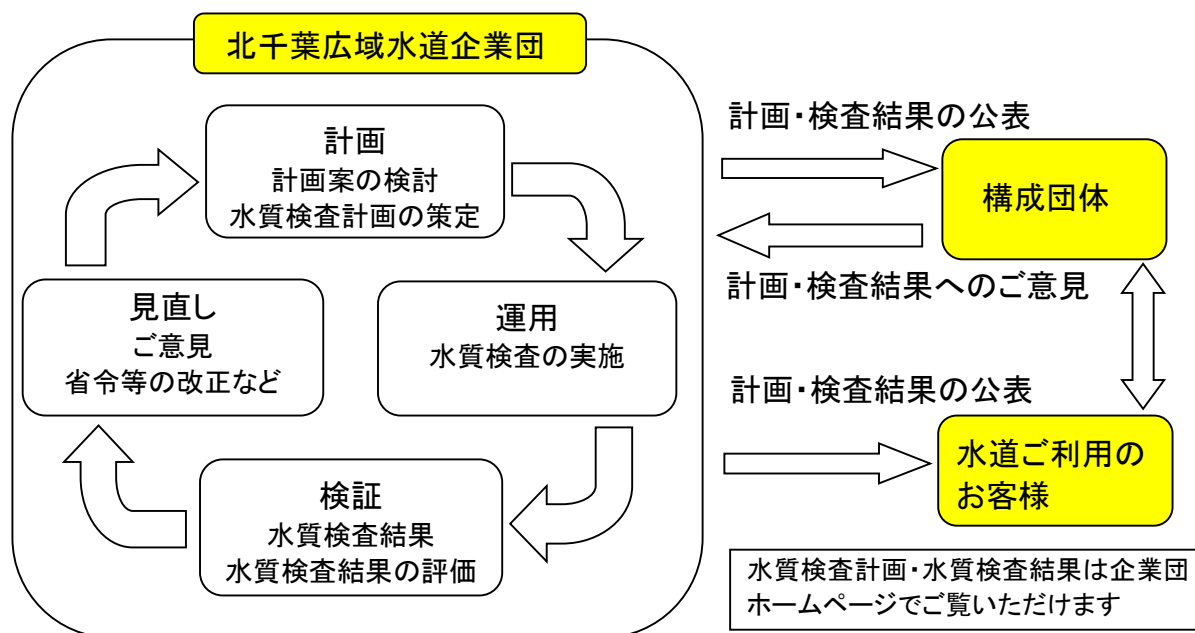 北千葉広域水道企業団
計画
計画案の検討
水質検査計画の策定
運用
水質検査の実施
検証
水質検査結果
水質検査結果の評価
見直し
ご意見
省令等の改正など
計画・検査結果の公表
構成団体
計画・検査結果へのご意見
計画・検査結果の公表
水道ご利用の
お客様
水質検査計画・水質検査結果は企業団
ホームページでご覧いただけます